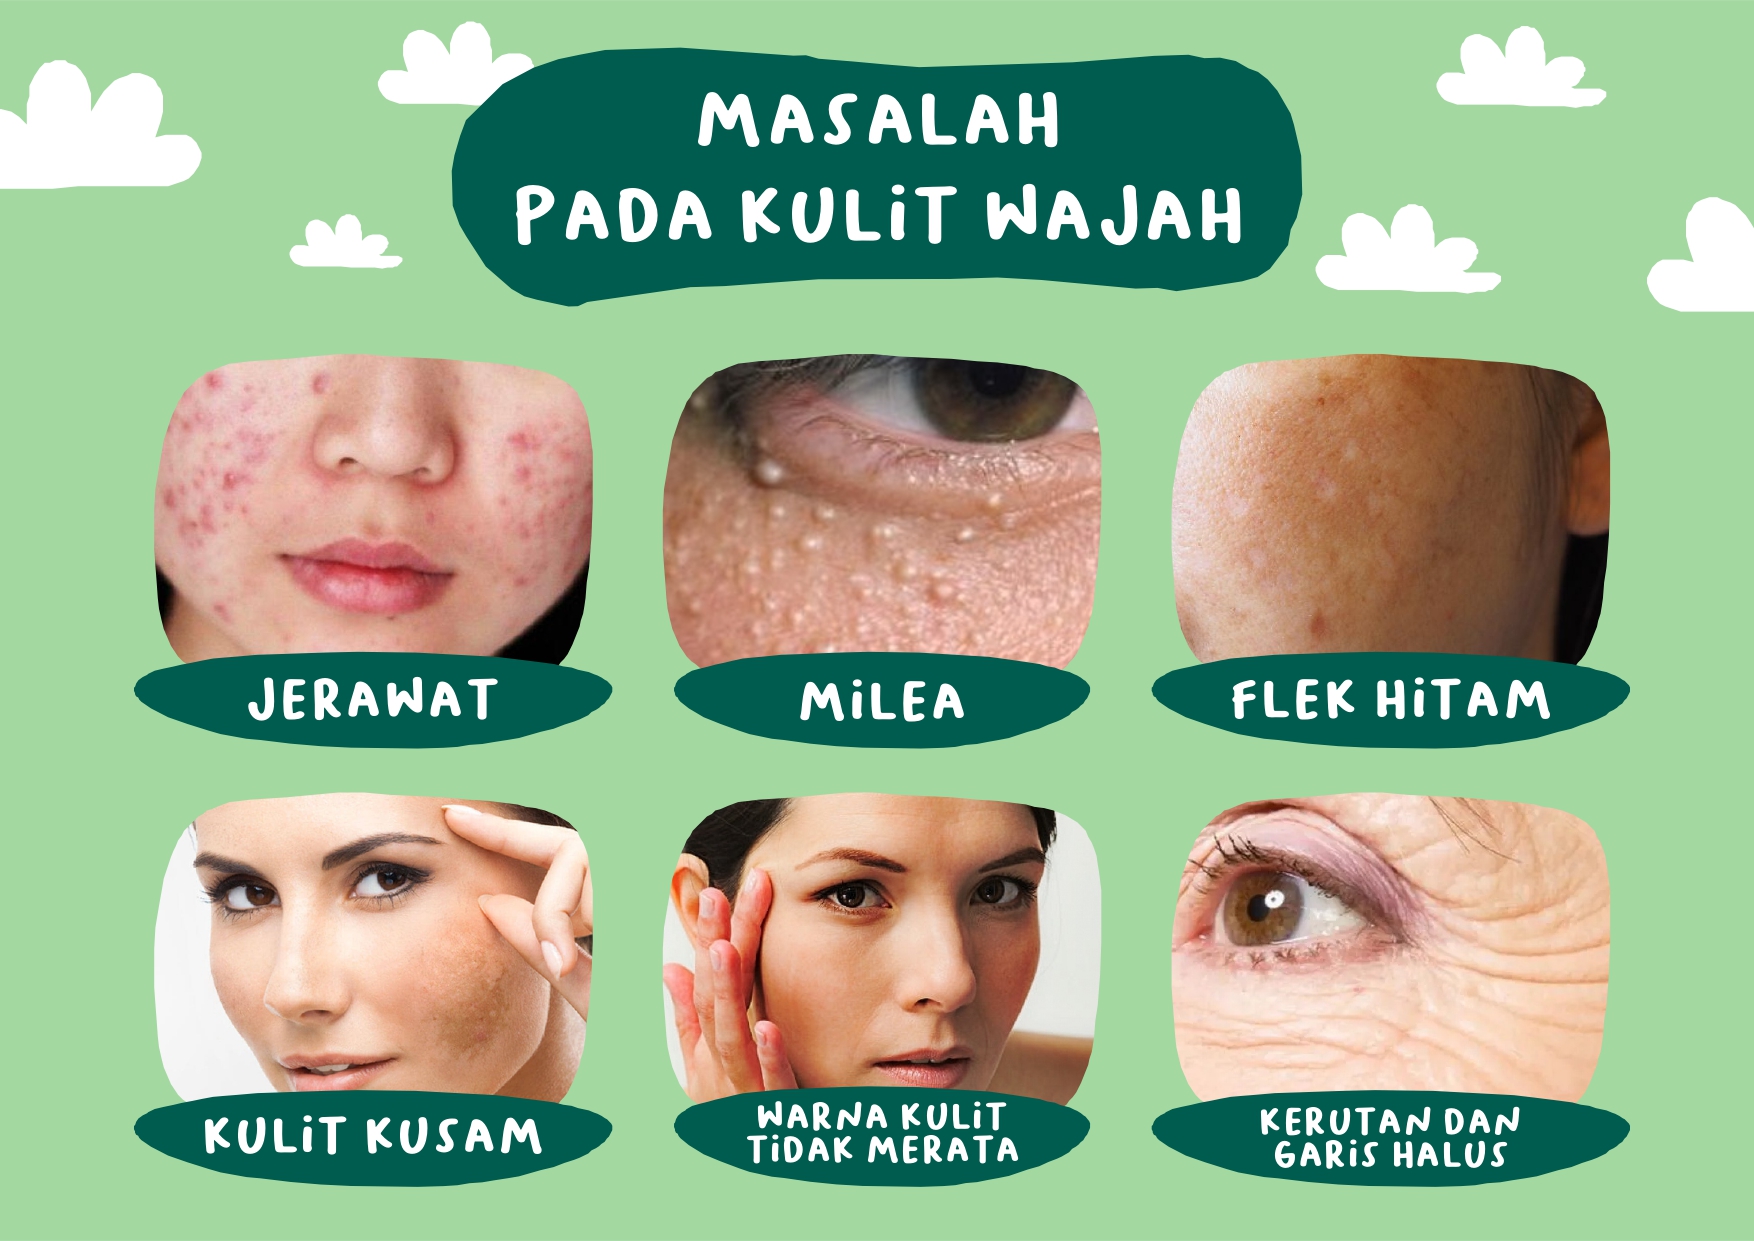 MASALAH
PADA KULIT WAJAH
JERAWAT
MILEA
FLEK HITAM
KULIT KUSAM
WARNA KULIT
TIDAK MERATA
KERUTAN DAN
GARIS HALUS